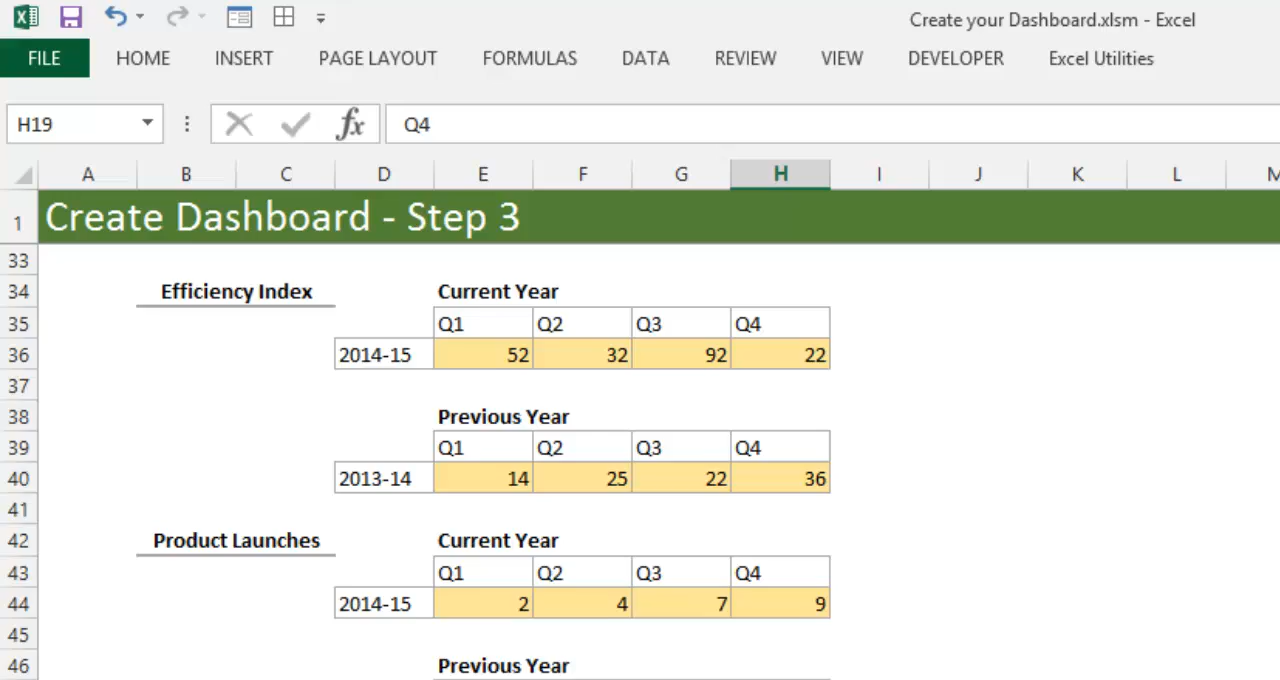 Create your Dashboard.xlsm - Excel
FILE HOME INSERT PAGE LAYOUT FORMULAS DATA REVIEW VIEW DEVELOPER Excel Utilities
H19 fx Q4
A B C D E F G H I J K L M
1 Create Dashboard - Step 3
33
34 Efficiency Index Current Year
35 Q1 Q2 Q3 Q4
36 2014-15 52 32 92 22
37
38 Previous Year
39 Q1 Q2 Q3 Q4
40 2013-14 14 25 22 36
41
42 Product Launches Current Year
43 Q1 Q2 Q3 Q4
44 2014-15 2 4 7 9
45
46 Previous Year